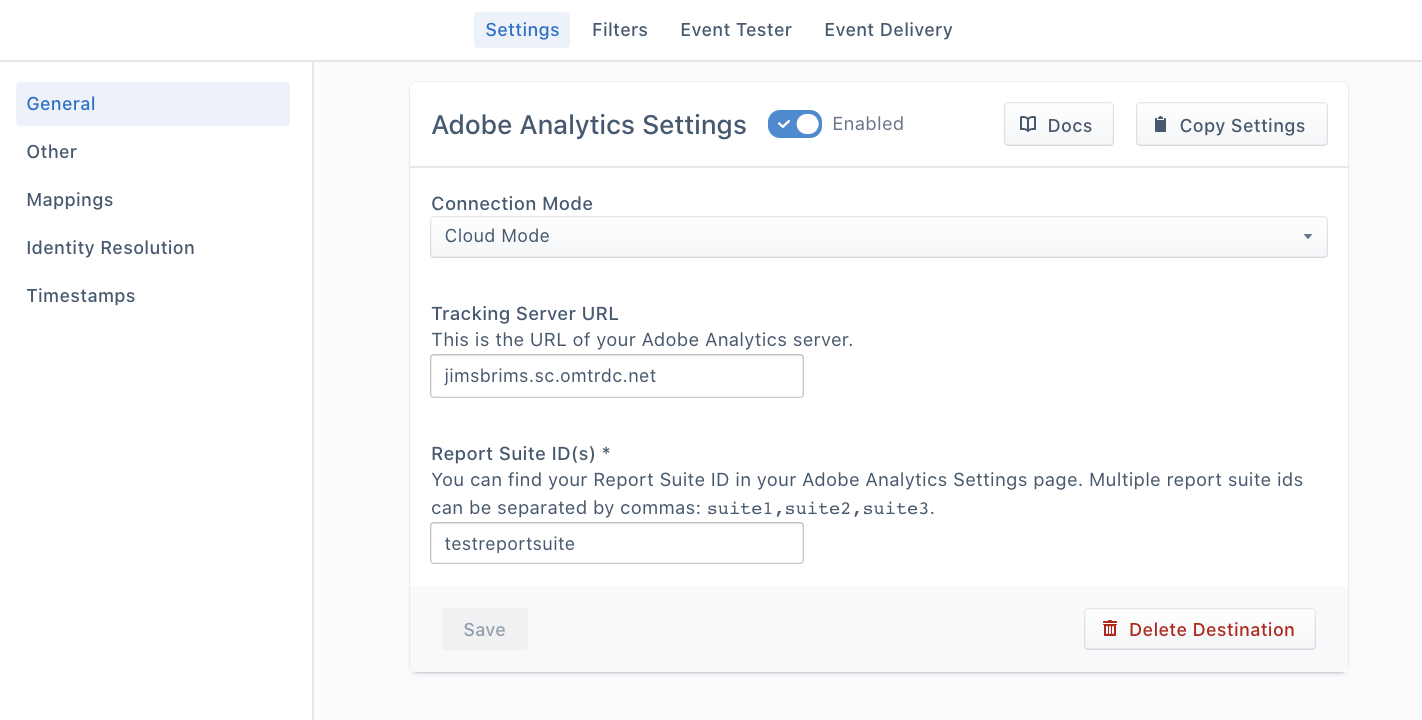 Settings Filters Event Tester Event Delivery
General
Other
Mappings
Identity Resolution
Timestamps
Adobe Analytics Settings Enabled Docs Copy Settings
Connection Mode
Cloud Mode
Tracking Server URL
This is the URL of your Adobe Analytics server.
jimsbrims.sc.omtrdc.net
Report Suite ID(s) *
You can find your Report Suite ID in your Adobe Analytics Settings page. Multiple report suite ids
can be separated by commas: suite1,suite2,suite3.
testreportsuite
Save Delete Destination